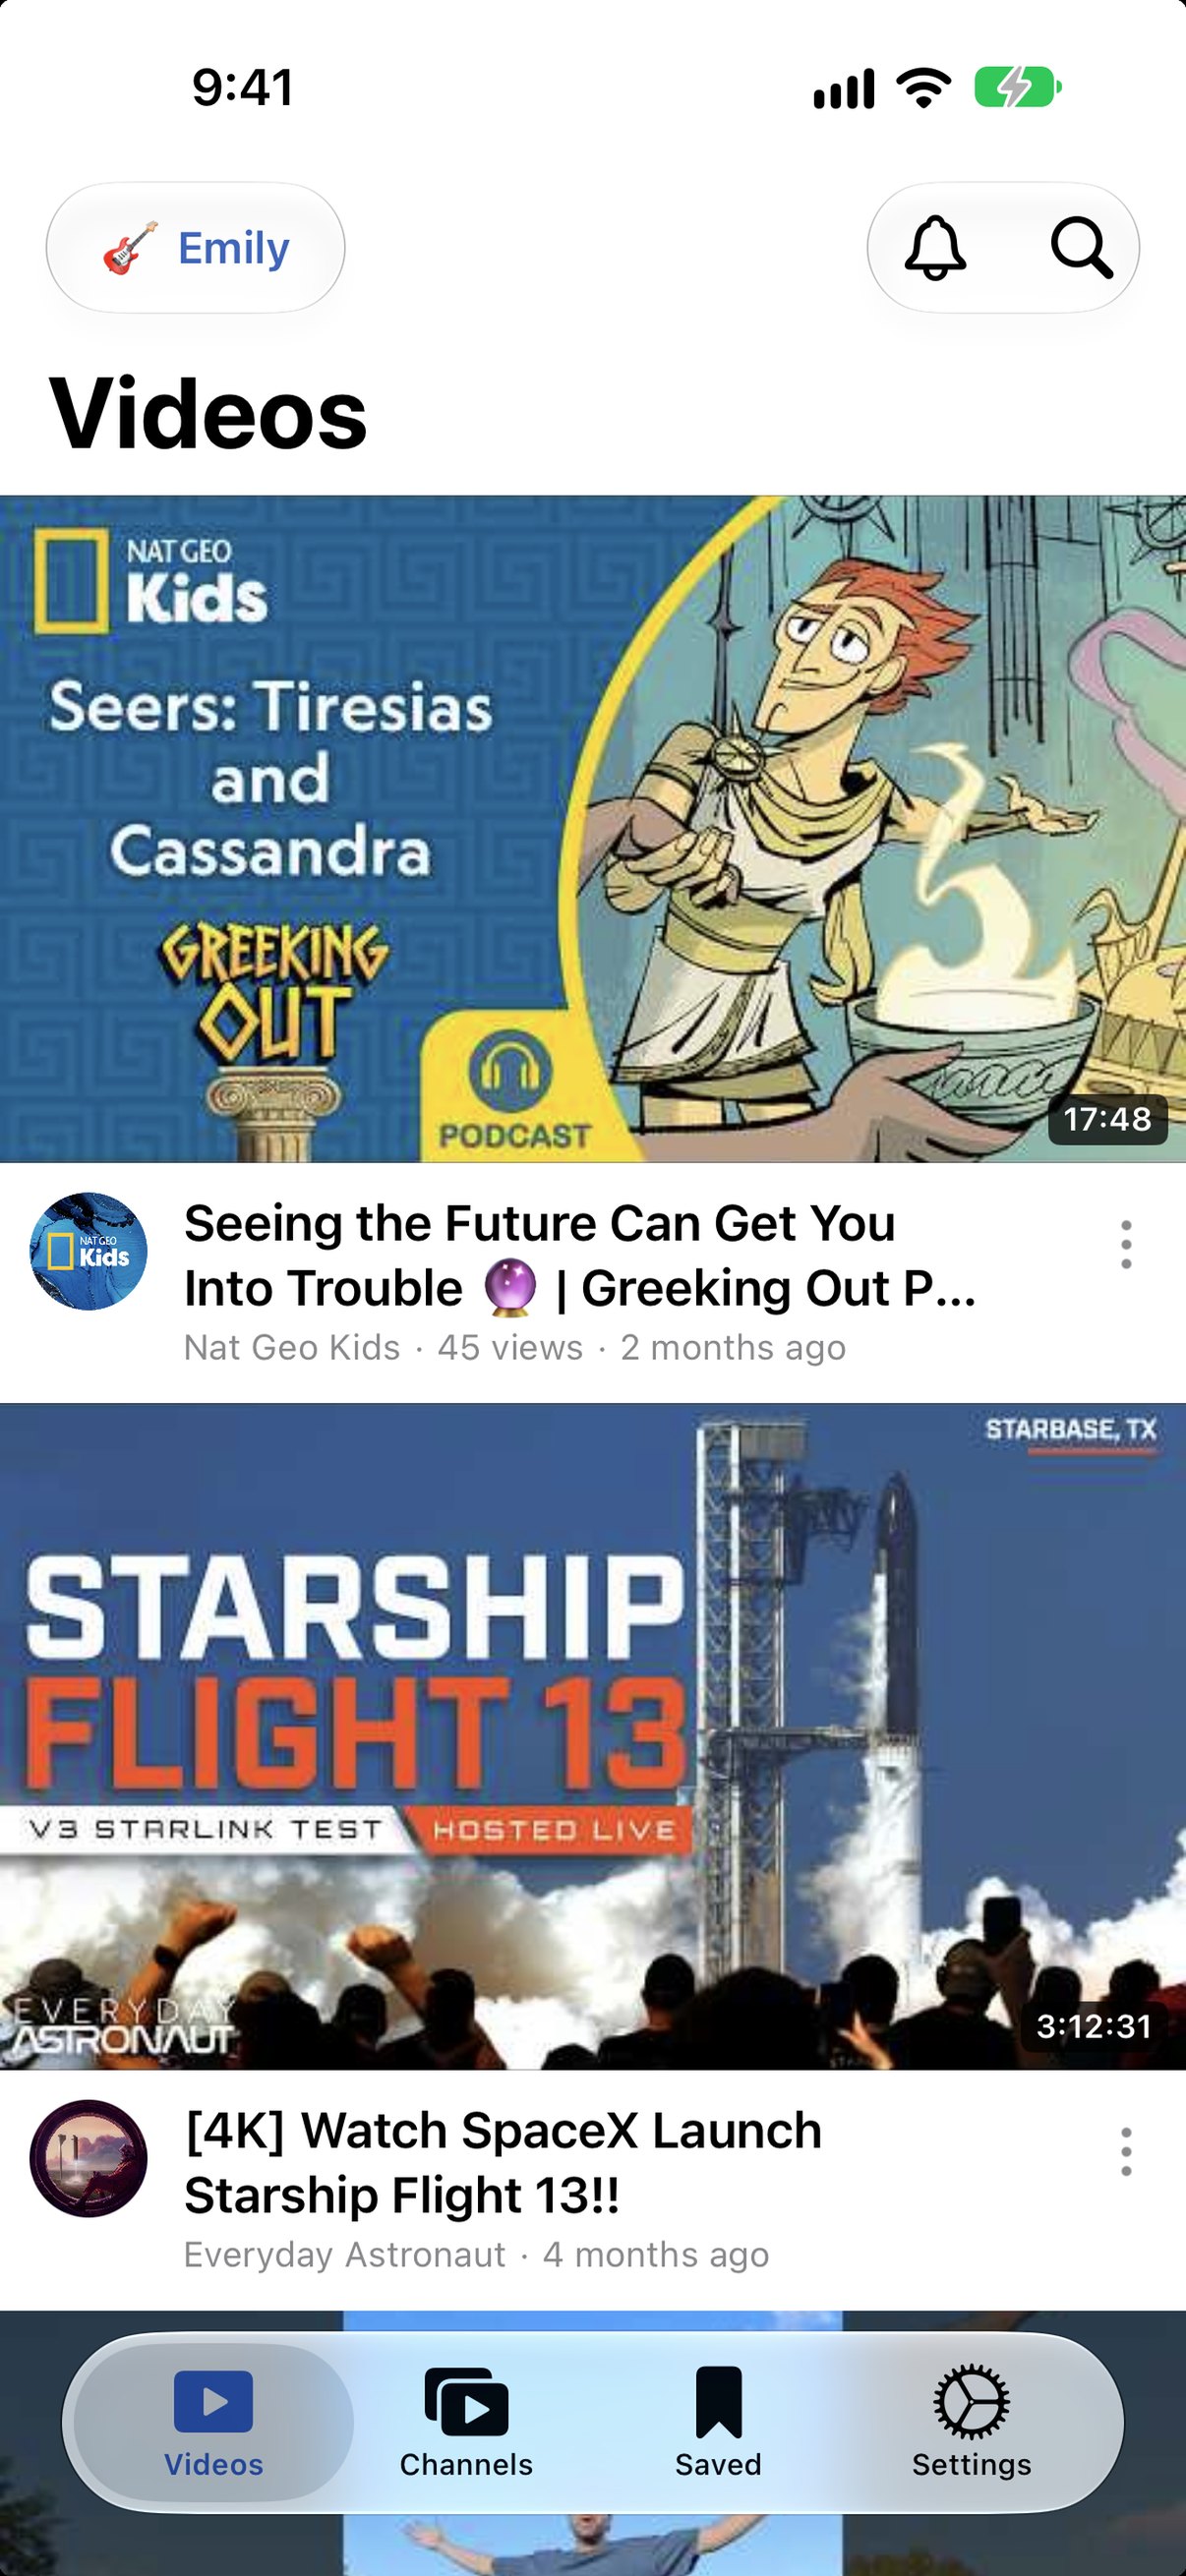 9:41
Emily
Videos
NAT GEO
Kids
Seers: Tiresias
and
Cassandra
GREEKING
OUT
PODCAST
17:48
NAT GEO
Kids
Seeing the Future Can Get You
Into Trouble 🔮 | Greeking Out P...
Nat Geo Kids · 45 views · 2 months ago
STARBASE, TX
STARSHIP
FLIGHT 13
V3 STARLINK TEST
HOSTED LIVE
EVERYDAY
ASTRONAUT
3:12:31
[4K] Watch SpaceX Launch
Starship Flight 13!!
Everyday Astronaut · 4 months ago
Videos
Channels
Saved
Settings